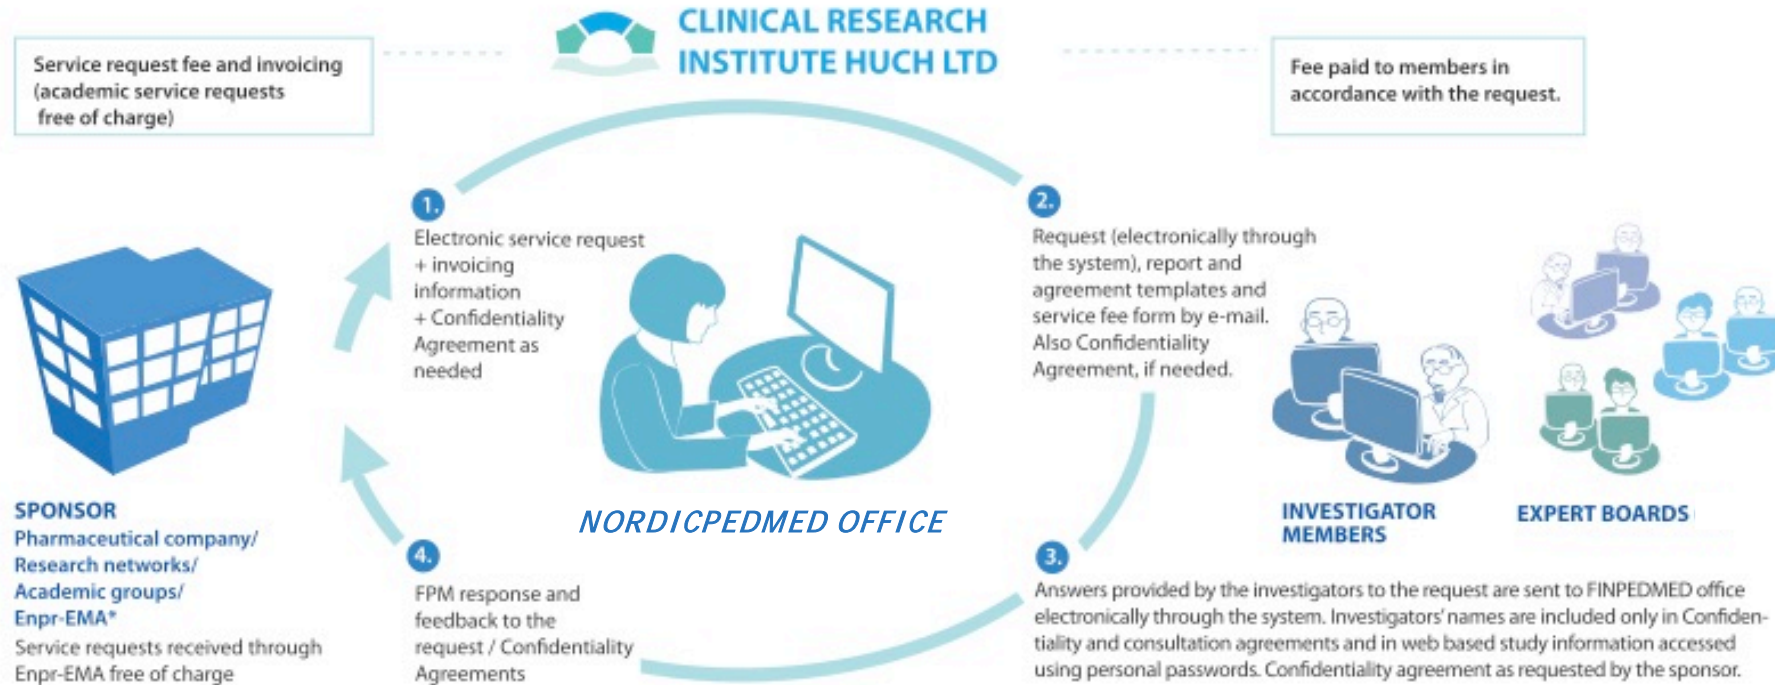 CLINICAL RESEARCH
INSTITUTE HUCH LTD
Service request fee and invoicing
(academic service requests
free of charge)
Fee paid to members in
accordance with the request.
1.
Electronic service request
+ invoicing
information
+ Confidentiality
Agreement as
needed
2.
Request (electronically through
the system), report and
agreement templates and
service fee form by e-mail.
Also Confidentiality
Agreement, if needed.
SPONSOR
Pharmaceutical company/
Research networks/
Academic groups/
Enpr-EMA*
Service requests received through
Enpr-EMA free of charge
NORDICPEDMED OFFICE
INVESTIGATOR
MEMBERS
EXPERT BOARDS
4.
FPM response and
feedback to the
request / Confidentiality
Agreements
3.
Answers provided by the investigators to the request are sent to FINPEDMED office
electronically through the system. Investigators' names are included only in Confiden-
tiality and consultation agreements and in web based study information accessed
using personal passwords. Confidentiality agreement as requested by the sponsor.